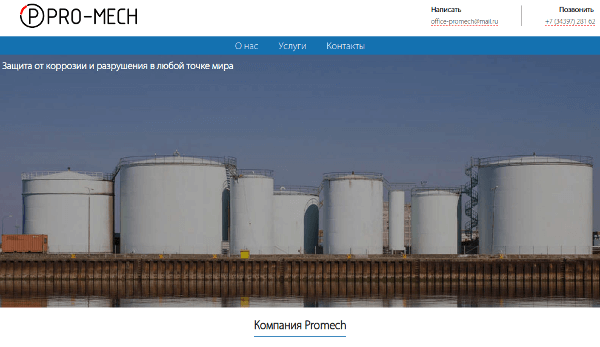 PRO-MECH
Написать
office-promech@mail.ru
Позвонить
+7 (34397) 281 62
О нас Услуги Контакты
Защита от коррозии и разрушения в любой точке мира
Компания Promech